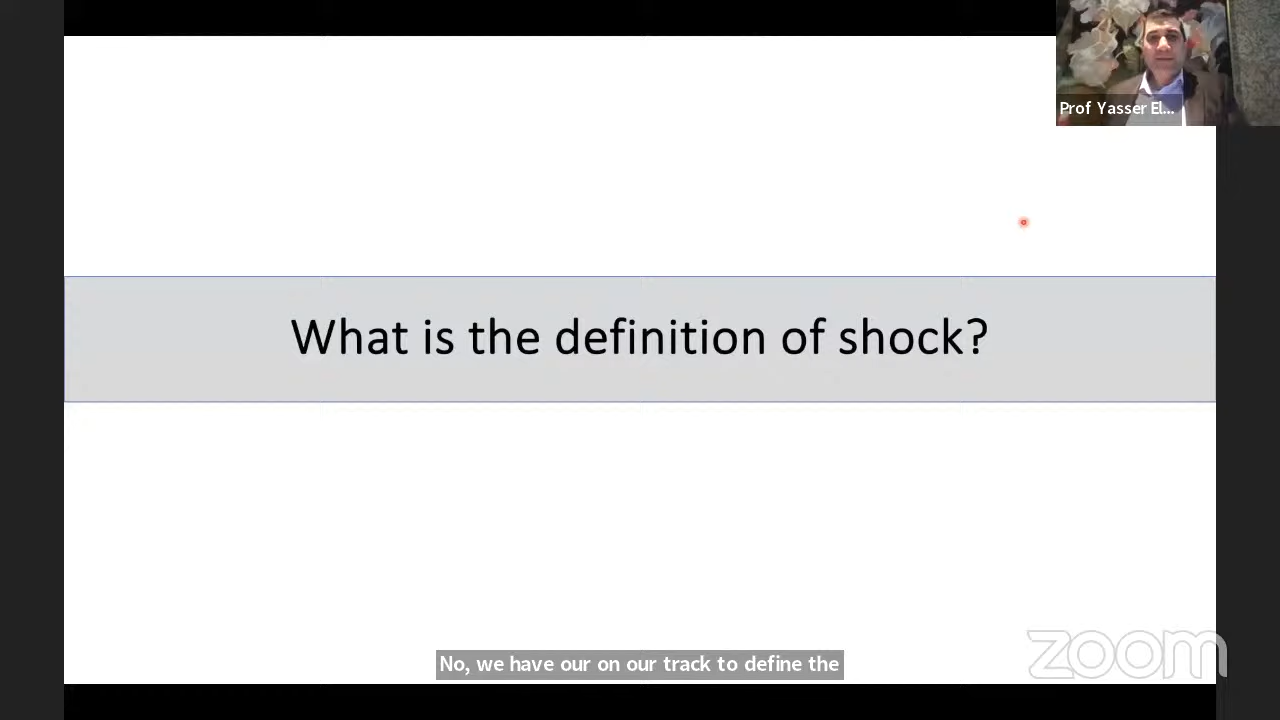 Prof Yasser El...
What is the definition of shock?
No, we have our on our track to define the
zoom